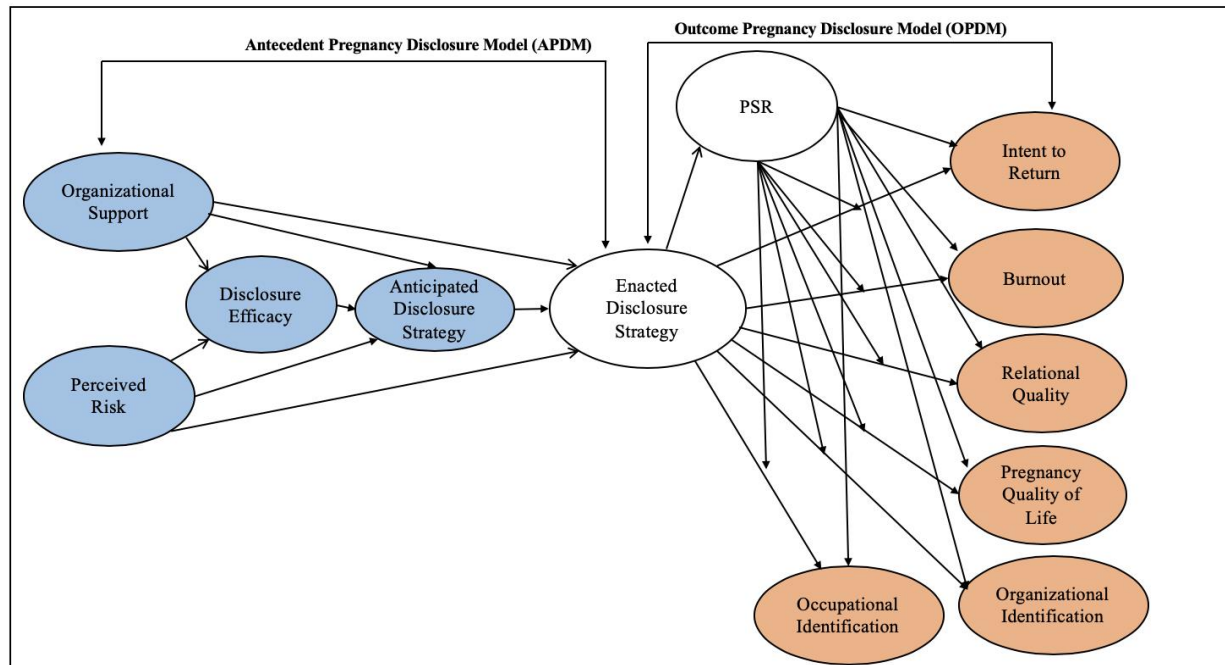 Antecedent Pregnancy Disclosure Model (APDM)
Outcome Pregnancy Disclosure Model (OPDM)
PSR
Organizational
Support
Disclosure
Efficacy
Anticipated
Disclosure
Strategy
Enacted
Disclosure
Strategy
Perceived
Risk
Intent to
Return
Burnout
Relational
Quality
Pregnancy
Quality of
Life
Occupational
Identification
Organizational
Identification